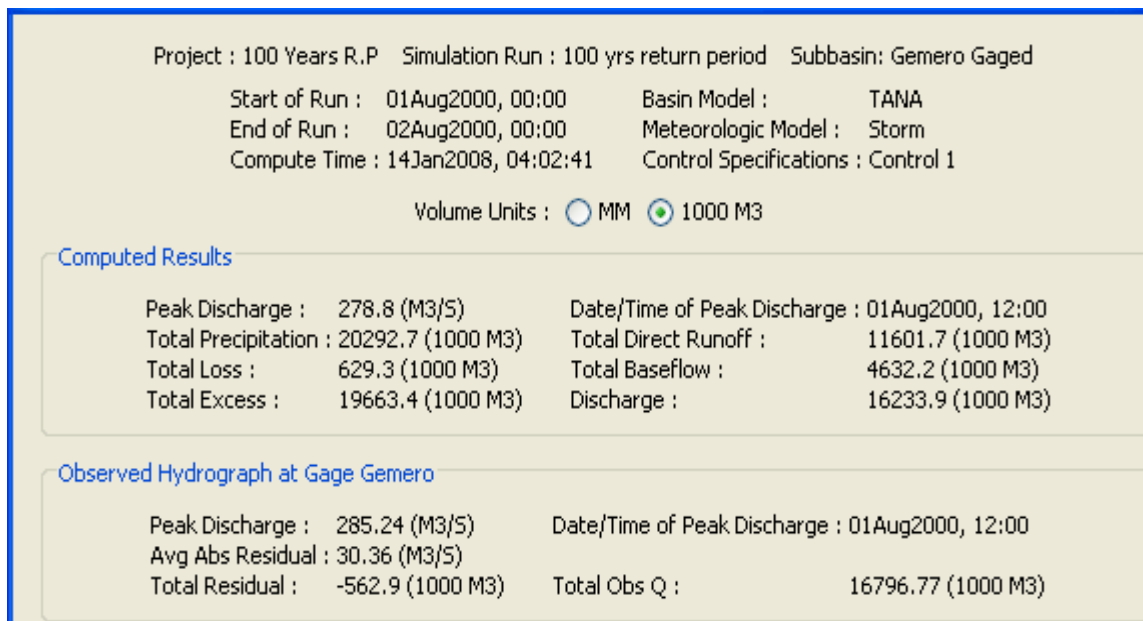 Project : 100 Years R.P Simulation Run : 100 yrs return period Subbasin: Gemero Gaged
Start of Run : 01Aug2000, 00:00 Basin Model : TANA
End of Run : 02Aug2000, 00:00 Meteorologic Model : Storm
Compute Time : 14Jan2008, 04:02:41 Control Specifications : Control 1
Volume Units : MM 1000 M3
Computed Results
Peak Discharge : 278.8 (M3/S) Date/Time of Peak Discharge : 01Aug2000, 12:00
Total Precipitation : 20292.7 (1000 M3) Total Direct Runoff : 11601.7 (1000 M3)
Total Loss : 629.3 (1000 M3) Total Baseflow : 4632.2 (1000 M3)
Total Excess : 19663.4 (1000 M3) Discharge : 16233.9 (1000 M3)
Observed Hydrograph at Gage Gemero
Peak Discharge : 285.24 (M3/S) Date/Time of Peak Discharge : 01Aug2000, 12:00
Avg Abs Residual : 30.36 (M3/S)
Total Residual : -562.9 (1000 M3) Total Obs Q : 16796.77 (1000 M3)